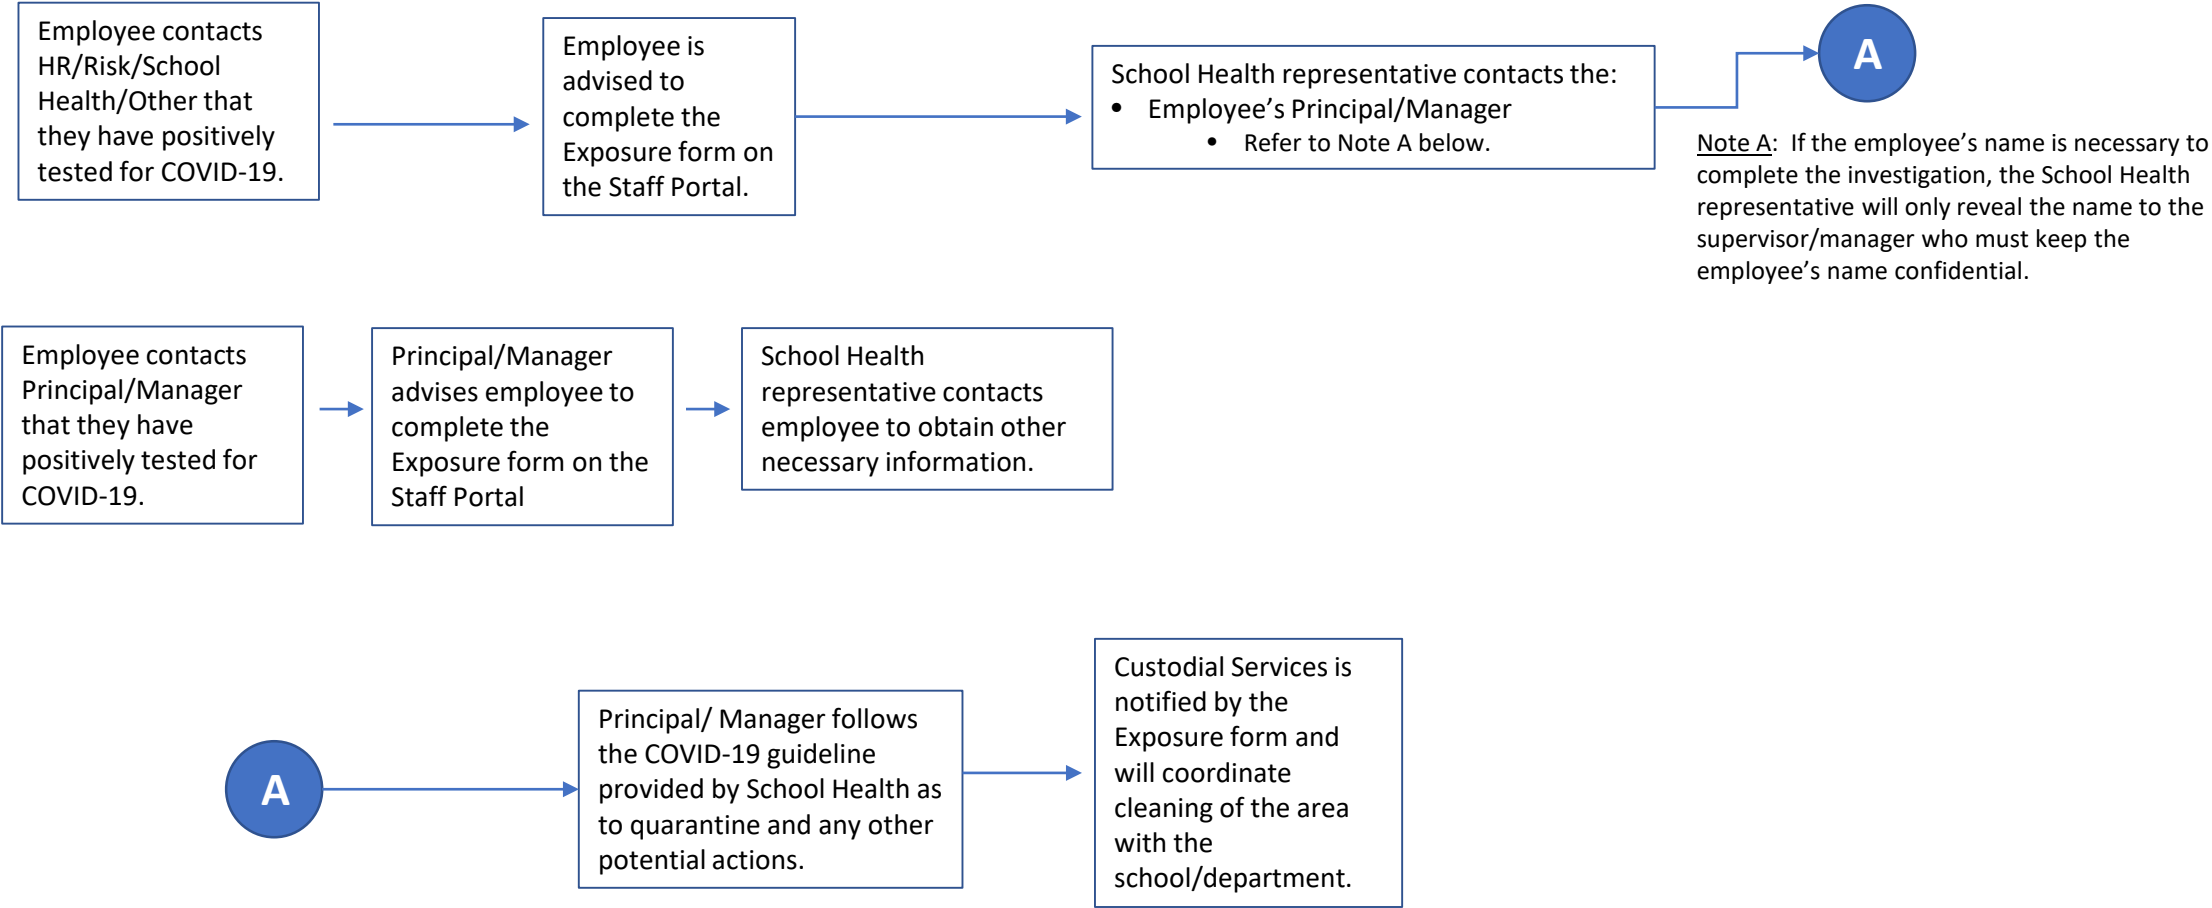 Employee contacts
HR/Risk/School
Health/Other that
they have positively
tested for COVID-19.
Employee is
advised to
complete the
Exposure form on
the Staff Portal.
School Health representative contacts the:
• Employee’s Principal/Manager
• Refer to Note A below.
A
Note A:  If the employee’s name is necessary to
complete the investigation, the School Health
representative will only reveal the name to the
supervisor/manager who must keep the
employee’s name confidential.
Employee contacts
Principal/Manager
that they have
positively tested for
COVID-19.
Principal/Manager
advises employee to
complete the
Exposure form on the
Staff Portal
School Health
representative contacts
employee to obtain other
necessary information.
A
Principal/ Manager follows
the COVID-19 guideline
provided by School Health as
to quarantine and any other
potential actions.
Custodial Services is
notified by the
Exposure form and
will coordinate
cleaning of the area
with the
school/department.